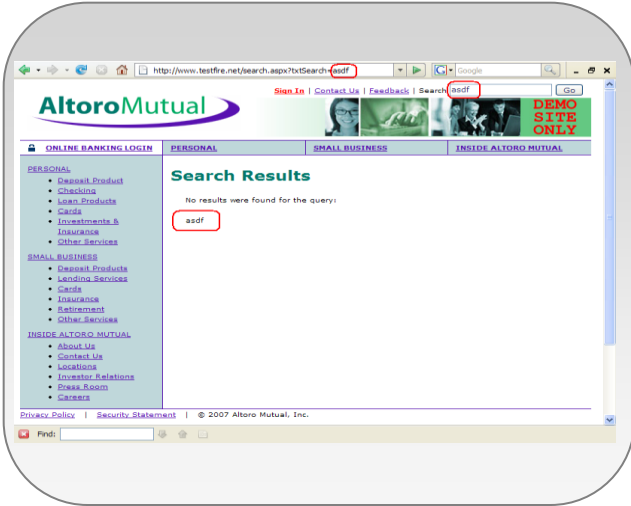 http://www.testfire.net/search.aspx?txtSearch=asdf
Google
Sign In | Contact Us | Feedback | Search asdf Go
AltoroMutual
DEMO
SITE
ONLY
ONLINE BANKING LOGIN
PERSONAL
SMALL BUSINESS
INSIDE ALTORO MUTUAL
PERSONAL
Deposit Product
Checking
Loan Products
Cards
Investments &
Insurance
Other Services
SMALL BUSINESS
Deposit Products
Lending Services
Cards
Insurance
Retirement
Other Services
INSIDE ALTORO MUTUAL
About Us
Contact Us
Locations
Investor Relations
Press Room
Careers
Search Results
No results were found for the query:
asdf
Privacy Policy | Security Statement | © 2007 Altoro Mutual, Inc.
Find: